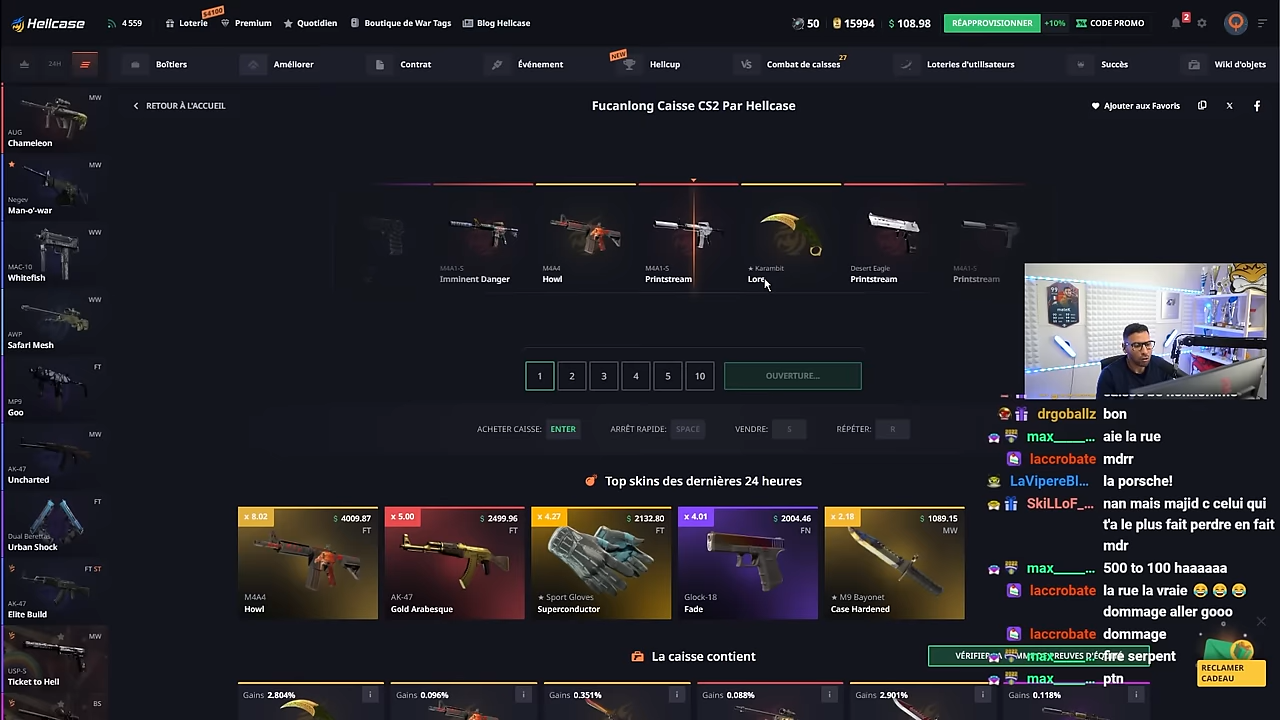 Hellcase
4 559
Loterie
$4100
Premium
Quotidien
Boutique de War Tags
Blog Hellcase
50
15994
$ 108.98
RÉAPPROVISIONNER
+10%
CODE PROMO
2
24H
Boîtiers
Améliorer
Contrat
Événement
NEW
Hellcup
Combat de caisses
27
Loteries d'utilisateurs
Succès
Wiki d'objets
RETOUR À L'ACCUEIL
Fucanlong Caisse CS2 Par Hellcase
Ajouter aux Favoris
MW
AUG
Chameleon
MW
Negev
Man-o'-war
WW
MAC-10
Whitefish
WW
AWP
Safari Mesh
FT
MP9
Goo
MW
AK-47
Uncharted
FT
Dual Berettas
Urban Shock
FT ST
AK-47
Elite Build
MW
USP-S
Ticket to Hell
BS
M4A1-S
Imminent Danger
M4A4
Howl
M4A1-S
Printstream
★ Karambit
Lore
Desert Eagle
Printstream
M4A1-S
Printstream
1
2
3
4
5
10
OUVERTURE...
ACHETER CAISSE: ENTER
ARRÊT RAPIDE: SPACE
VENDRE: S
RÉPÉTER: R
Top skins des dernières 24 heures
x 8.02
$ 4009.87
FT
M4A4
Howl
x 5.00
$ 2499.96
FT
AK-47
Gold Arabesque
x 4.27
$ 2132.80
FT
★ Sport Gloves
Superconductor
x 4.01
$ 2004.46
FN
Glock-18
Fade
x 2.18
$ 1089.15
MW
★ M9 Bayonet
Case Hardened
La caisse contient
Gains 2.804%
Gains 0.096%
Gains 0.351%
Gains 0.088%
Gains 2.901%
Gains 0.118%
drgoballz bon
max_____... aie la rue
laccrobate mdrr
LaVipereBl... la porsche!
SkiLLoF_... nan mais majid c celui qui
t'a le plus fait perdre en fait
mdr
max_____... 500 to 100 haaaaaa
laccrobate la rue la vraie 😂 😂 😂
dommage aller gooo
laccrobate dommage
max_____... fire serpent
max_____... ptn
RECLAMER
CADEAU